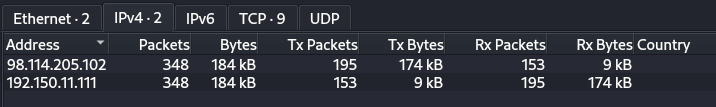 Ethernet · 2 IPv4 · 2 IPv6 TCP · 9 UDP
Address Packets Bytes Tx Packets Tx Bytes Rx Packets Rx Bytes Country
98.114.205.102 348 184 kB 195 174 kB 153 9 kB
192.150.11.111 348 184 kB 153 9 kB 195 174 kB